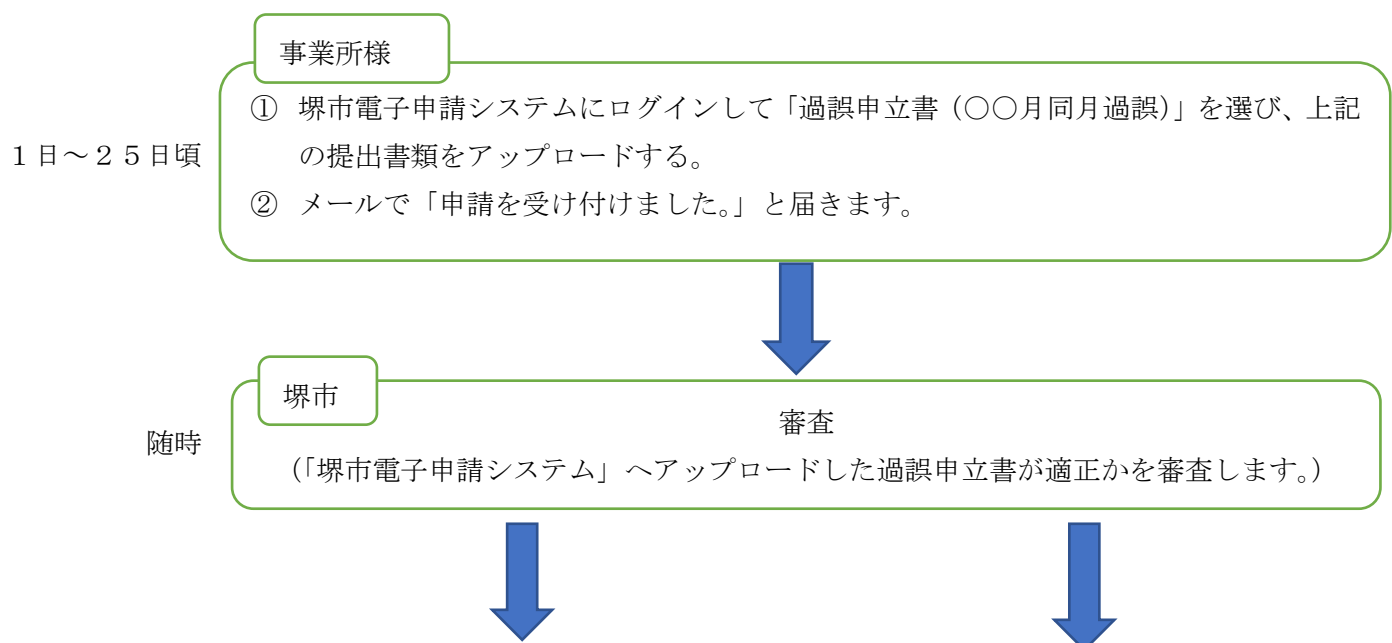 事業所様
① 堺市電子申請システムにログインして「過誤申立書（〇〇月同月過誤）」を選び、上記
の提出書類をアップロードする。
１日～２５日頃
② メールで「申請を受け付けました。」と届きます。
堺市
審査
随時
（「堺市電子申請システム」へアップロードした過誤申立書が適正かを審査します。）